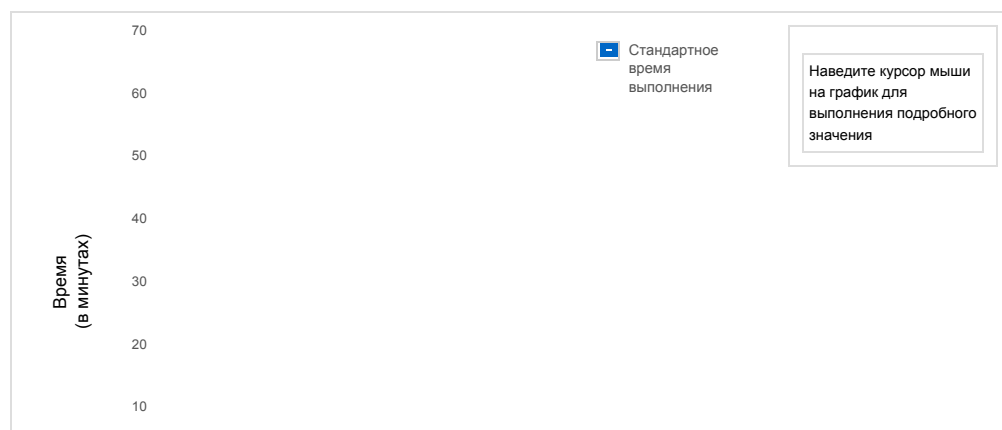 70
60
50
40
30
20
10
Время
(в минутах)
Стандартное
время
выполнения
Наведите курсор мыши
на график для
выполнения подробного
значения